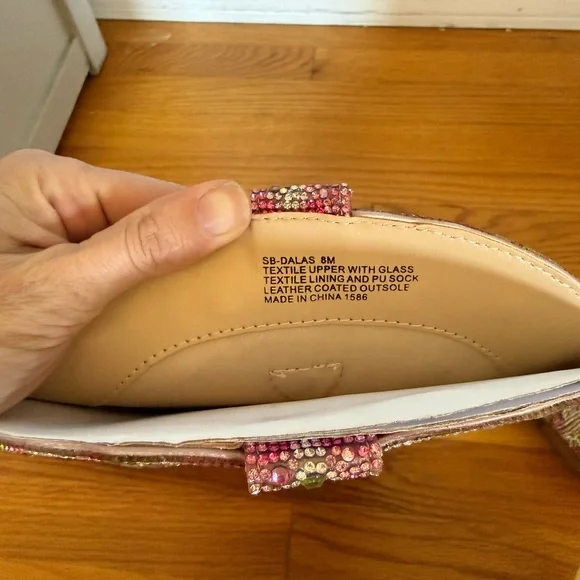 SB-DALAS 8M
TEXTILE UPPER WITH GLASS
TEXTILE LINING AND PU SOCK
LEATHER COATED OUTSOLE
MADE IN CHINA 1586